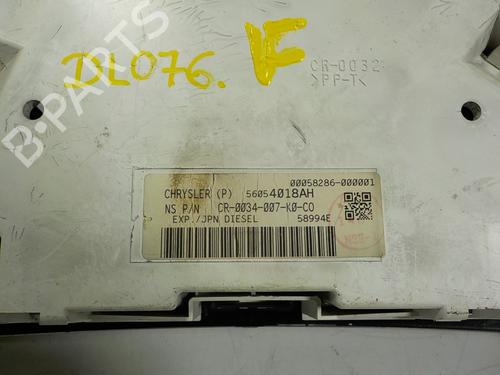 DL076. F
CR-0032
>PP-T<
B-PARTS
00058286-000001
CHRYSLER (P) 56054018AH
NS P/N CR-0034-007-K0-C0
EXP./JPN DIESEL 58994E